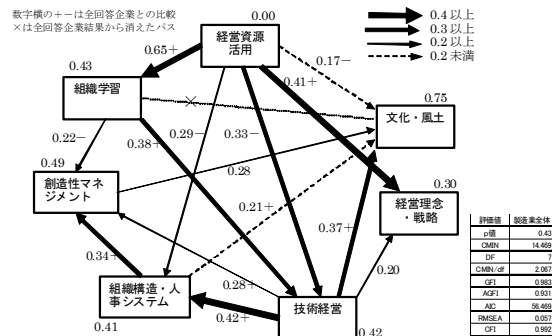 数字横の+-は全回答企業との比較
×は全回答企業結果から消えたパス
0.4以上
0.3以上
0.2以上
0.2未満
0.00
経営資源
活用
0.65+
0.17-
0.41+
0.43
組織学習
0.75
文化・風土
0.22-
0.38+
0.29-
0.33-
0.49
創造性マネ
ジメント
0.28
0.30
経営理念
・戦略
0.21+
0.37+
0.34+
0.28+
0.20
組織構造・人
事システム
0.41
0.42+
技術経営
0.42
評価値 製造業全体
p値 0.43
CMIN 14.469
DF 7
CMIN/df 2.067
GFI 0.983
AGFI 0.931
AIC 56.469
RMSEA 0.057
CFI 0.992